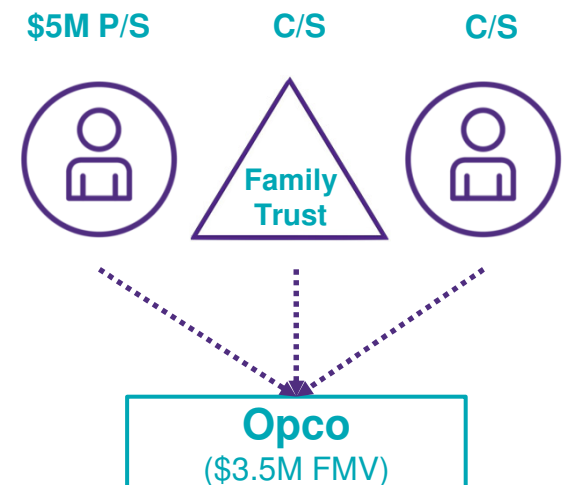 $5M P/S
C/S
C/S
Family
Trust
Opco
($3.5M FMV)